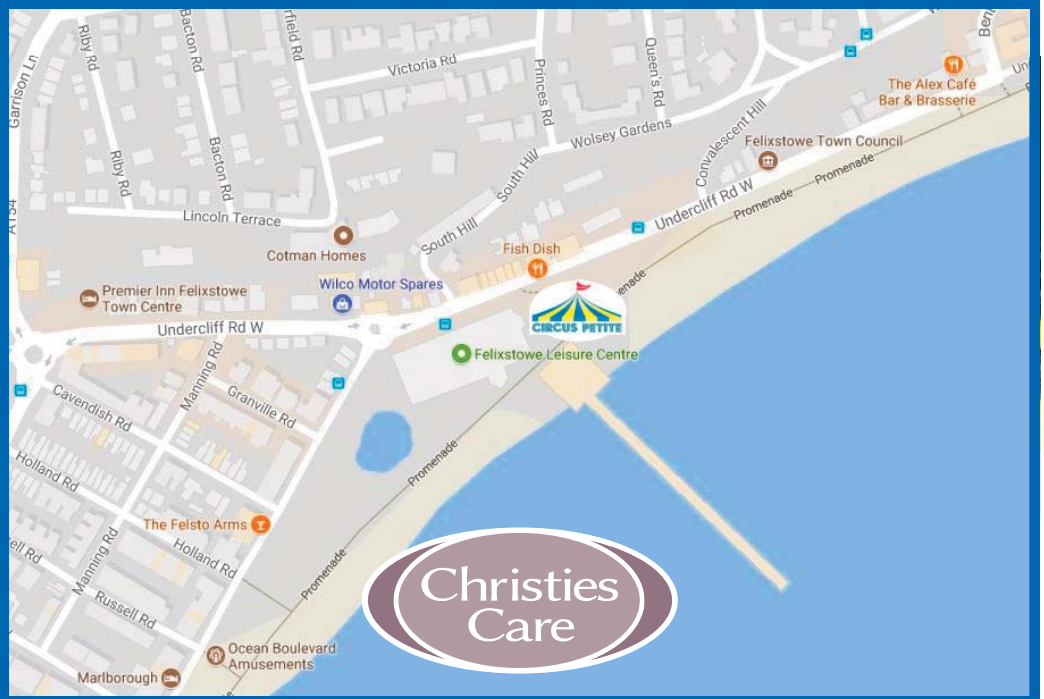 Garrison Ln
Riby Rd
Bacton Rd
rfield Rd
Victoria Rd
Princes Rd
Queen's Rd
The Alex Café
Bar & Brasserie
Wolsey Gardens
Convalescent Hill
Felixstowe Town Council
Riby Rd
Bacton Rd
South Hill
Promenade
Promenade
Undercliff Rd W
Lincoln Terrace
A154
South Hill
Cotman Homes
Fish Dish
enade
Wilco Motor Spares
Premier Inn Felixstowe
Town Centre
CIRCUS PETITE
Undercliff Rd W
Felixstowe Leisure Centre
Manning Rd
Granville Rd
Cavendish Rd
Promenade
Holland Rd
The Felsto Arms
Holland Rd
Manning Rd
Promenade
ell Rd
Russell Rd
Christies
Care
Ocean Boulevard
Amusements
Marlborough